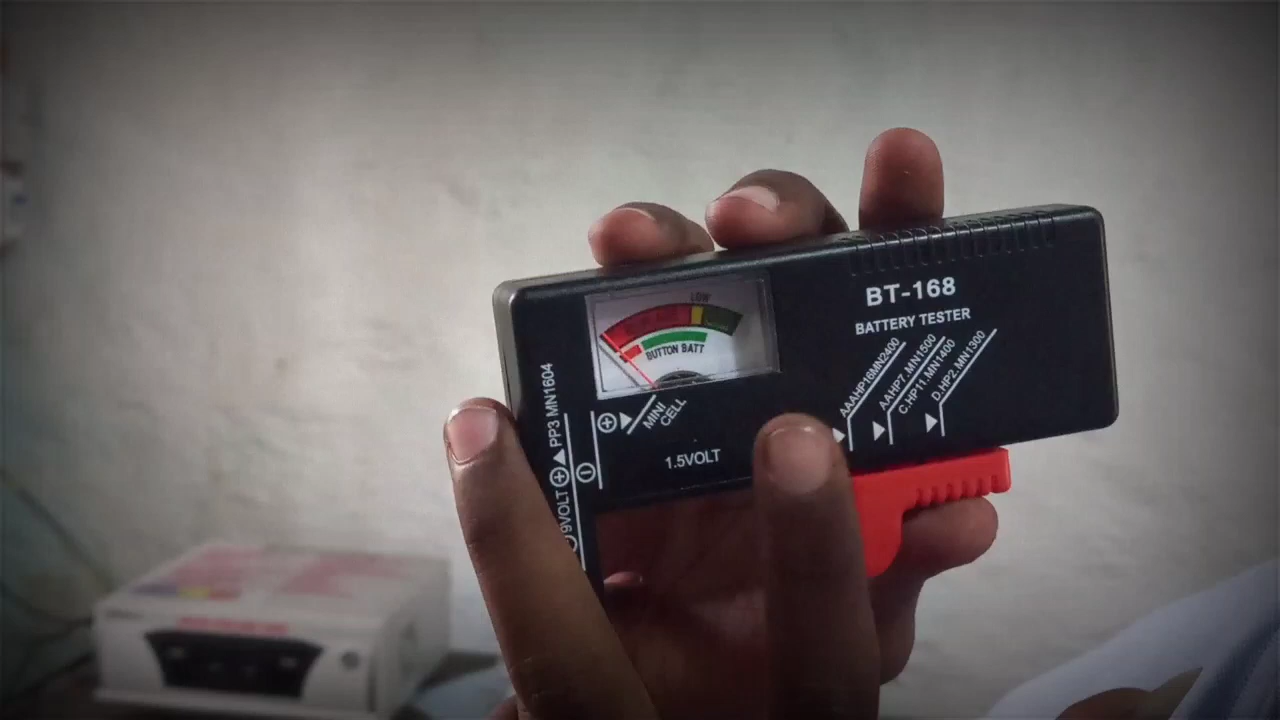 BT-168
BATTERY TESTER
AAAHP16MN2400
AAHP7.MN1500
C.HP11.MN1400
D.HP2.MN1300
LOW
BUTTON BATT
MINI
CELL
1.5VOLT
9VOLT
PP3 MN1604